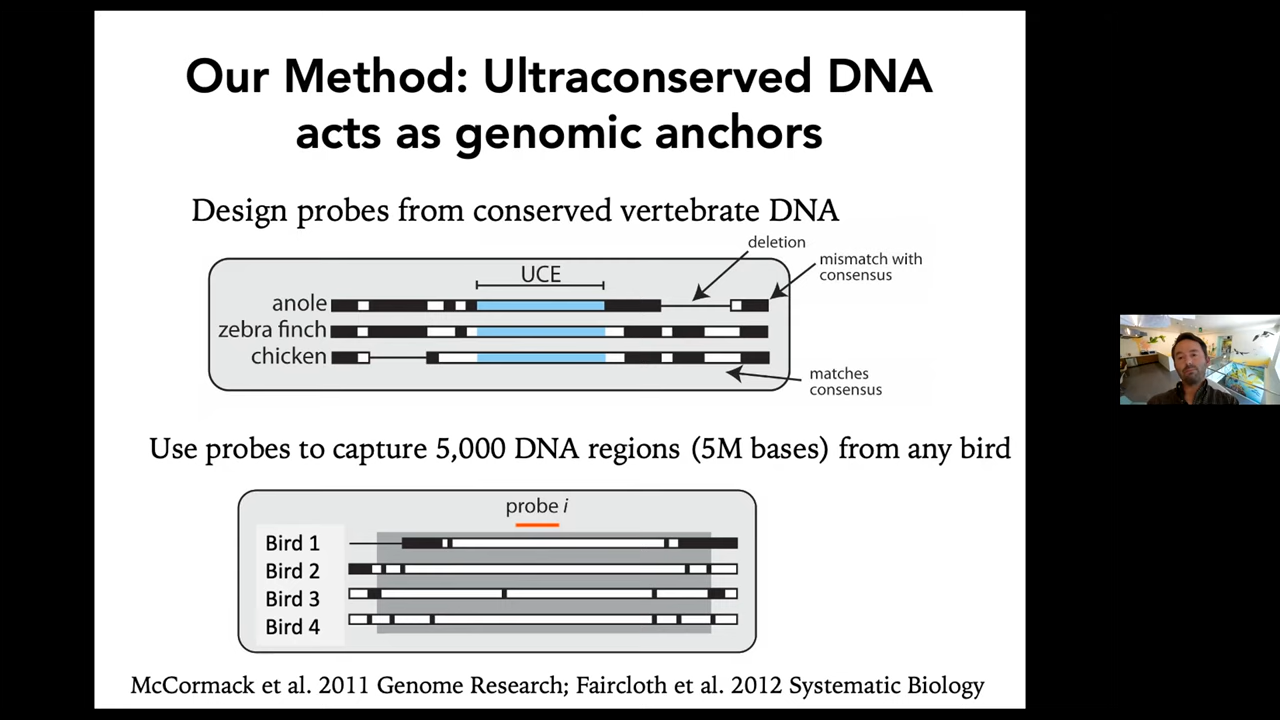 Our Method: Ultraconserved DNA
acts as genomic anchors
Design probes from conserved vertebrate DNA
deletion
mismatch with
consensus
UCE
anole
zebra finch
chicken
matches
consensus
Use probes to capture 5,000 DNA regions (5M bases) from any bird
probe i
Bird 1
Bird 2
Bird 3
Bird 4
McCormack et al. 2011 Genome Research; Faircloth et al. 2012 Systematic Biology